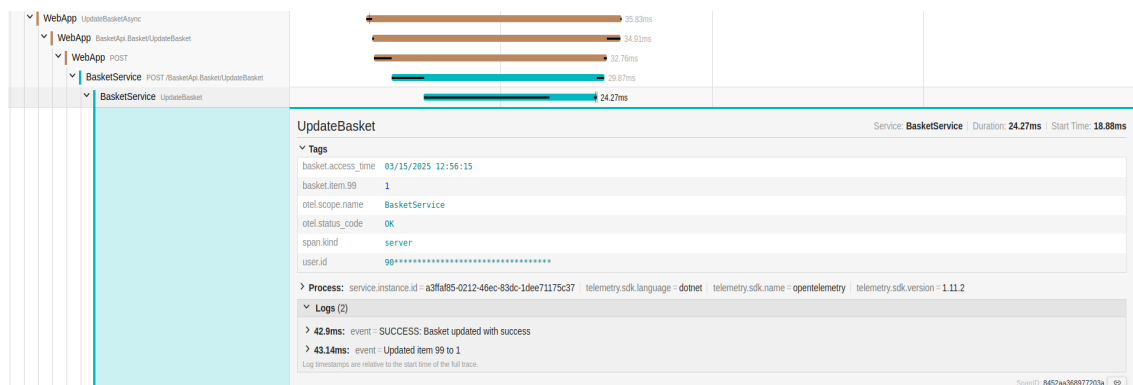 WebApp UpdateBasketAsync 35.83ms
WebApp BasketApi.Basket/UpdateBasket 34.91ms
WebApp POST 32.76ms
BasketService POST /BasketApi.Basket/UpdateBasket 29.87ms
BasketService UpdateBasket 24.27ms
UpdateBasket Service: BasketService | Duration: 24.27ms | Start Time: 18.88ms
Tags
basket.access_time 03/15/2025 12:56:15
basket.item.99 1
otel.scope.name BasketService
otel.status_code OK
span.kind server
user.id 90**********************************
Process: service.instance.id = a3ffaf85-0212-46ec-83dc-1dee71175c37 | telemetry.sdk.language = dotnet | telemetry.sdk.name = opentelemetry | telemetry.sdk.version = 1.11.2
Logs (2)
42.9ms: event = SUCCESS: Basket updated with success
43.14ms: event = Updated item 99 to 1
Log timestamps are relative to the start time of the full trace.
SpanID: 8452aa368977203a